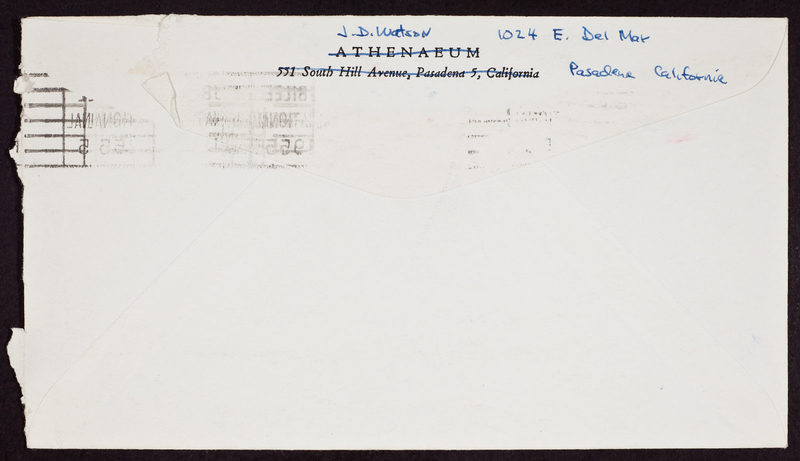 J. D. Watson
1024 E. Del Mar
ATHENAEUM
551 South Hill Avenue, Pasadena 5, California
Pasadena California